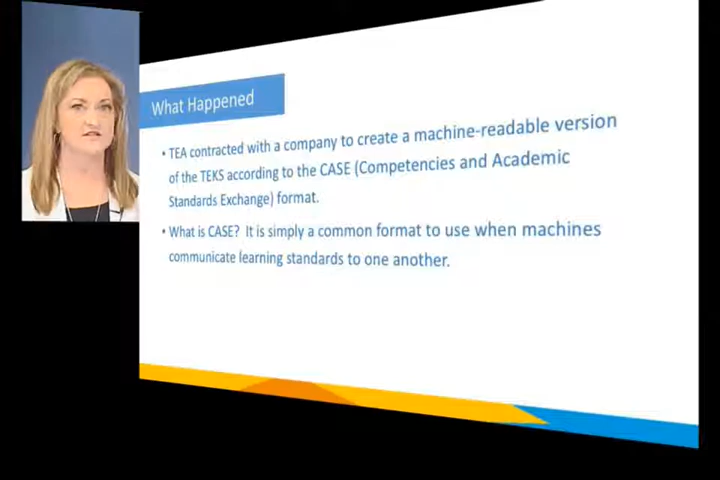 What Happened
• TEA contracted with a company to create a machine-readable version
of the TEKS according to the CASE (Competencies and Academic
Standards Exchange) format.
• What is CASE? It is simply a common format to use when machines
communicate learning standards to one another.